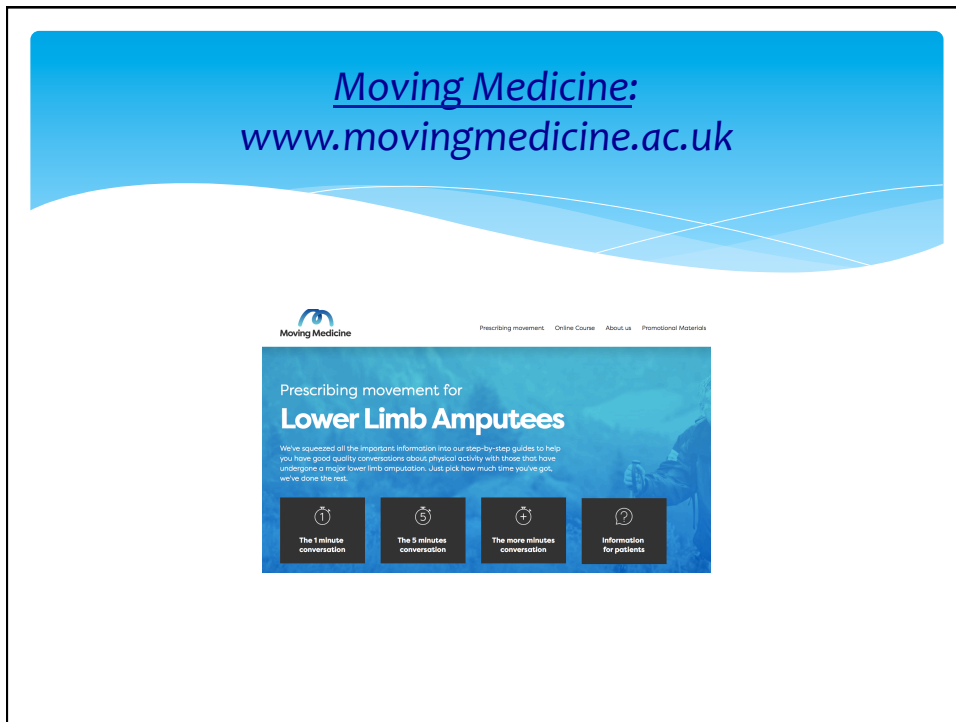 Moving Medicine:
www.movingmedicine.ac.uk
Moving Medicine
Prescribing movement Online Course About us Promotional Materials
Prescribing movement for
Lower Limb Amputees
We've squeezed all the important information into our step-by-step guides to help
you have good quality conversations about physical activity with those that have
undergone a major lower limb amputation. Just pick how much time you've got,
we've done the rest.
1
The 1 minute
conversation
5
The 5 minutes
conversation
+
The more minutes
conversation
?
Information
for patients